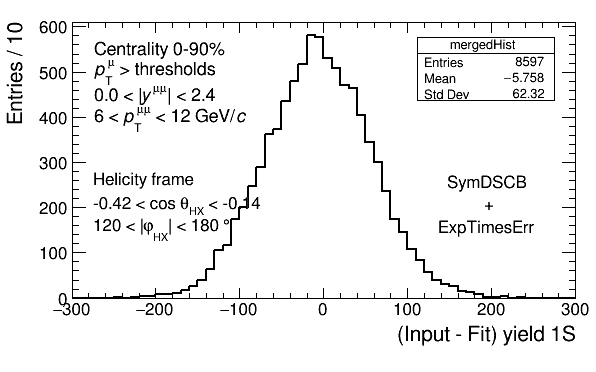 Entries / 10
600
500
400
300
200
100
0
Centrality 0-90%
p_T^μ > thresholds
0.0 < |y^μμ| < 2.4
6 < p_T^μμ < 12 GeV/c
Helicity frame
-0.42 < cos θ_HX < -0.14
120 < |φ_HX| < 180 °
mergedHist
Entries 8597
Mean −5.758
Std Dev 62.32
SymDSCB
+
ExpTimesErr
−300 −200 −100 0 100 200 300
(Input - Fit) yield 1S